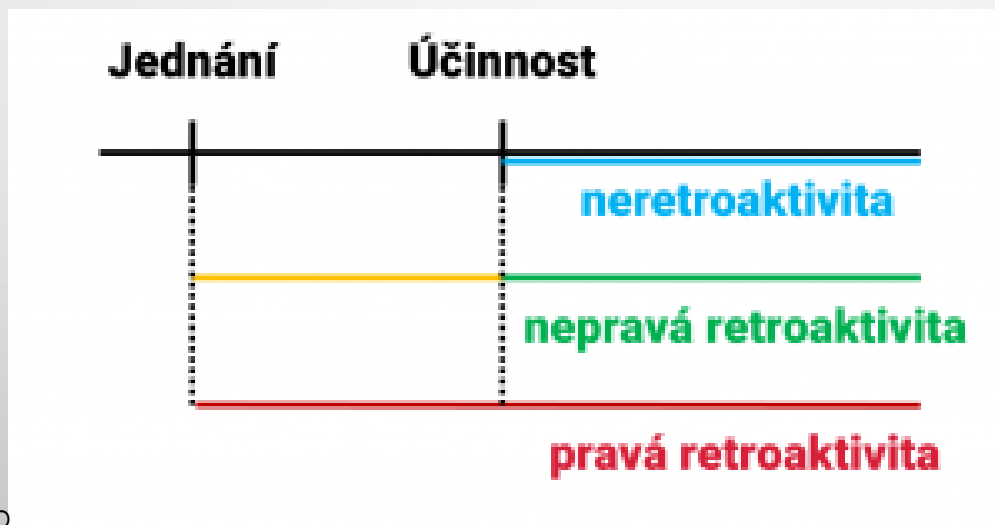 Jednání Účinnost
neretroaktivita
nepravá retroaktivita
pravá retroaktivita